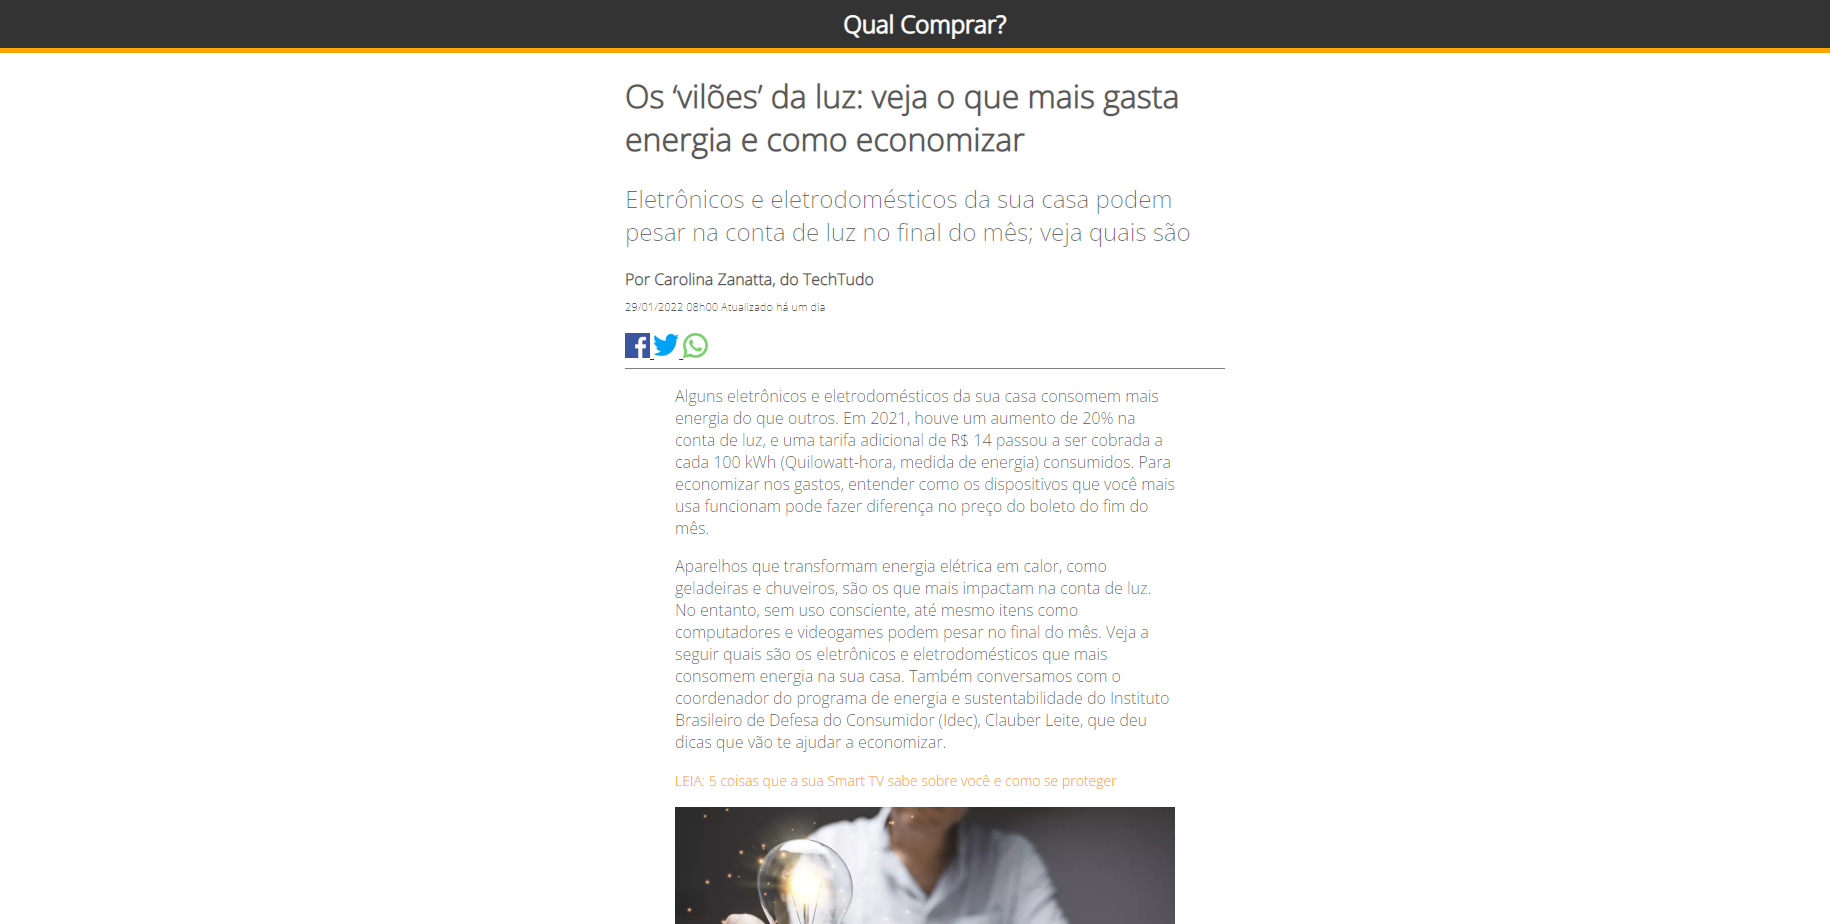 Qual Comprar?
Os ‘vilões’ da luz: veja o que mais gasta
energia e como economizar
Eletrônicos e eletrodomésticos da sua casa podem
pesar na conta de luz no final do mês; veja quais são
Por Carolina Zanatta, do TechTudo
29/01/2022 08h00 Atualizado há um dia
Alguns eletrônicos e eletrodomésticos da sua casa consomem mais
energia do que outros. Em 2021, houve um aumento de 20% na
conta de luz, e uma tarifa adicional de R$ 14 passou a ser cobrada a
cada 100 kWh (Quilowatt-hora, medida de energia) consumidos. Para
economizar nos gastos, entender como os dispositivos que você mais
usa funcionam pode fazer diferença no preço do boleto do fim do
mês.
Aparelhos que transformam energia elétrica em calor, como
geladeiras e chuveiros, são os que mais impactam na conta de luz.
No entanto, sem uso consciente, até mesmo itens como
computadores e videogames podem pesar no final do mês. Veja a
seguir quais são os eletrônicos e eletrodomésticos que mais
consomem energia na sua casa. Também conversamos com o
coordenador do programa de energia e sustentabilidade do Instituto
Brasileiro de Defesa do Consumidor (Idec), Clauber Leite, que deu
dicas que vão te ajudar a economizar.
LEIA: 5 coisas que a sua Smart TV sabe sobre você e como se proteger